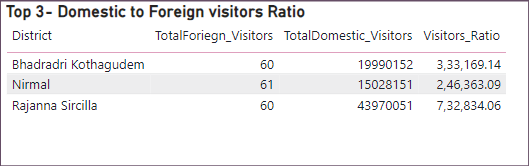 Top 3- Domestic to Foreign visitors Ratio
District TotalForiegn_Visitors TotalDomestic_Visitors Visitors_Ratio
Bhadradri Kothagudem 60 19990152 3,33,169.14
Nirmal 61 15028151 2,46,363.09
Rajanna Sircilla 60 43970051 7,32,834.06